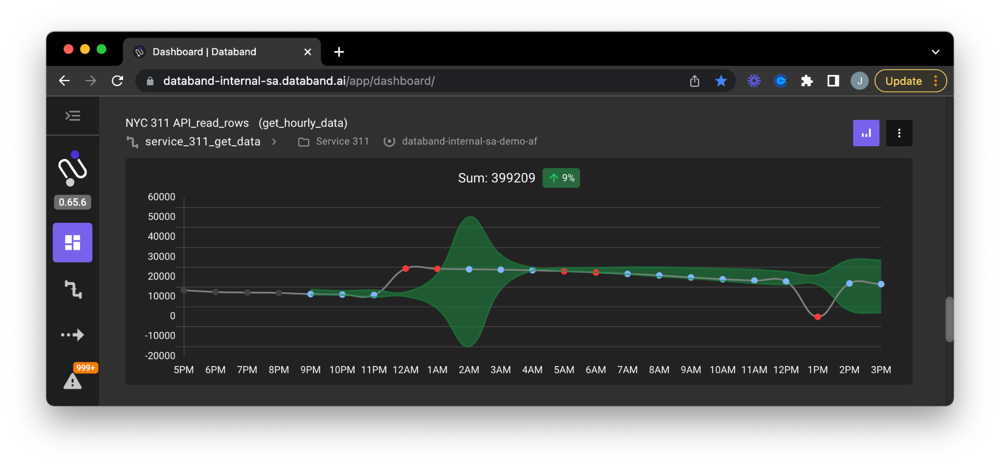 Dashboard | Databand
databand-internal-sa.databand.ai/app/dashboard/
J
Update
NYC 311 API_read_rows (get_hourly_data)
service_311_get_data > Service 311 databand-internal-sa-demo-af
0.65.6
999+
Sum: 399209 ↑ 9%
60000
50000
40000
30000
20000
10000
0
-10000
-20000
5PM 6PM 7PM 8PM 9PM 10PM 11PM 12AM 1AM 2AM 3AM 4AM 5AM 6AM 7AM 8AM 9AM 10AM 11AM 12PM 1PM 2PM 3PM